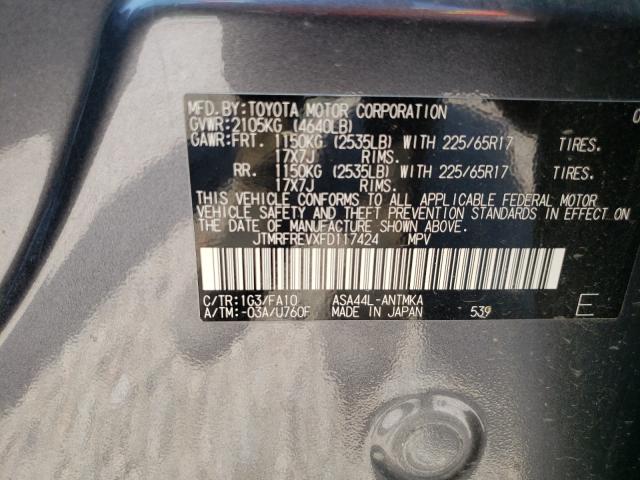 MFD. BY: TOYOTA MOTOR CORPORATION 0
GVWR: 2105KG (4640LB)
GAWR: FRT. 1150KG (2535LB) WITH 225/65R17 TIRES.
17X7J RIMS.
RR. 1150KG (2535LB) WITH 225/65R17 TIRES.
17X7J RIMS.
THIS VEHICLE CONFORMS TO ALL APPLICABLE FEDERAL MOTOR
VEHICLE SAFETY AND THEFT PREVENTION STANDARDS IN EFFECT ON
THE DATE OF MANUFACTURE SHOWN ABOVE.
JTMRFREVXFD117424 MPV
C/TR: 1G3/FA10 ASA44L-ANTMKA
A/TM: -03A/U760F MADE IN JAPAN 539 E